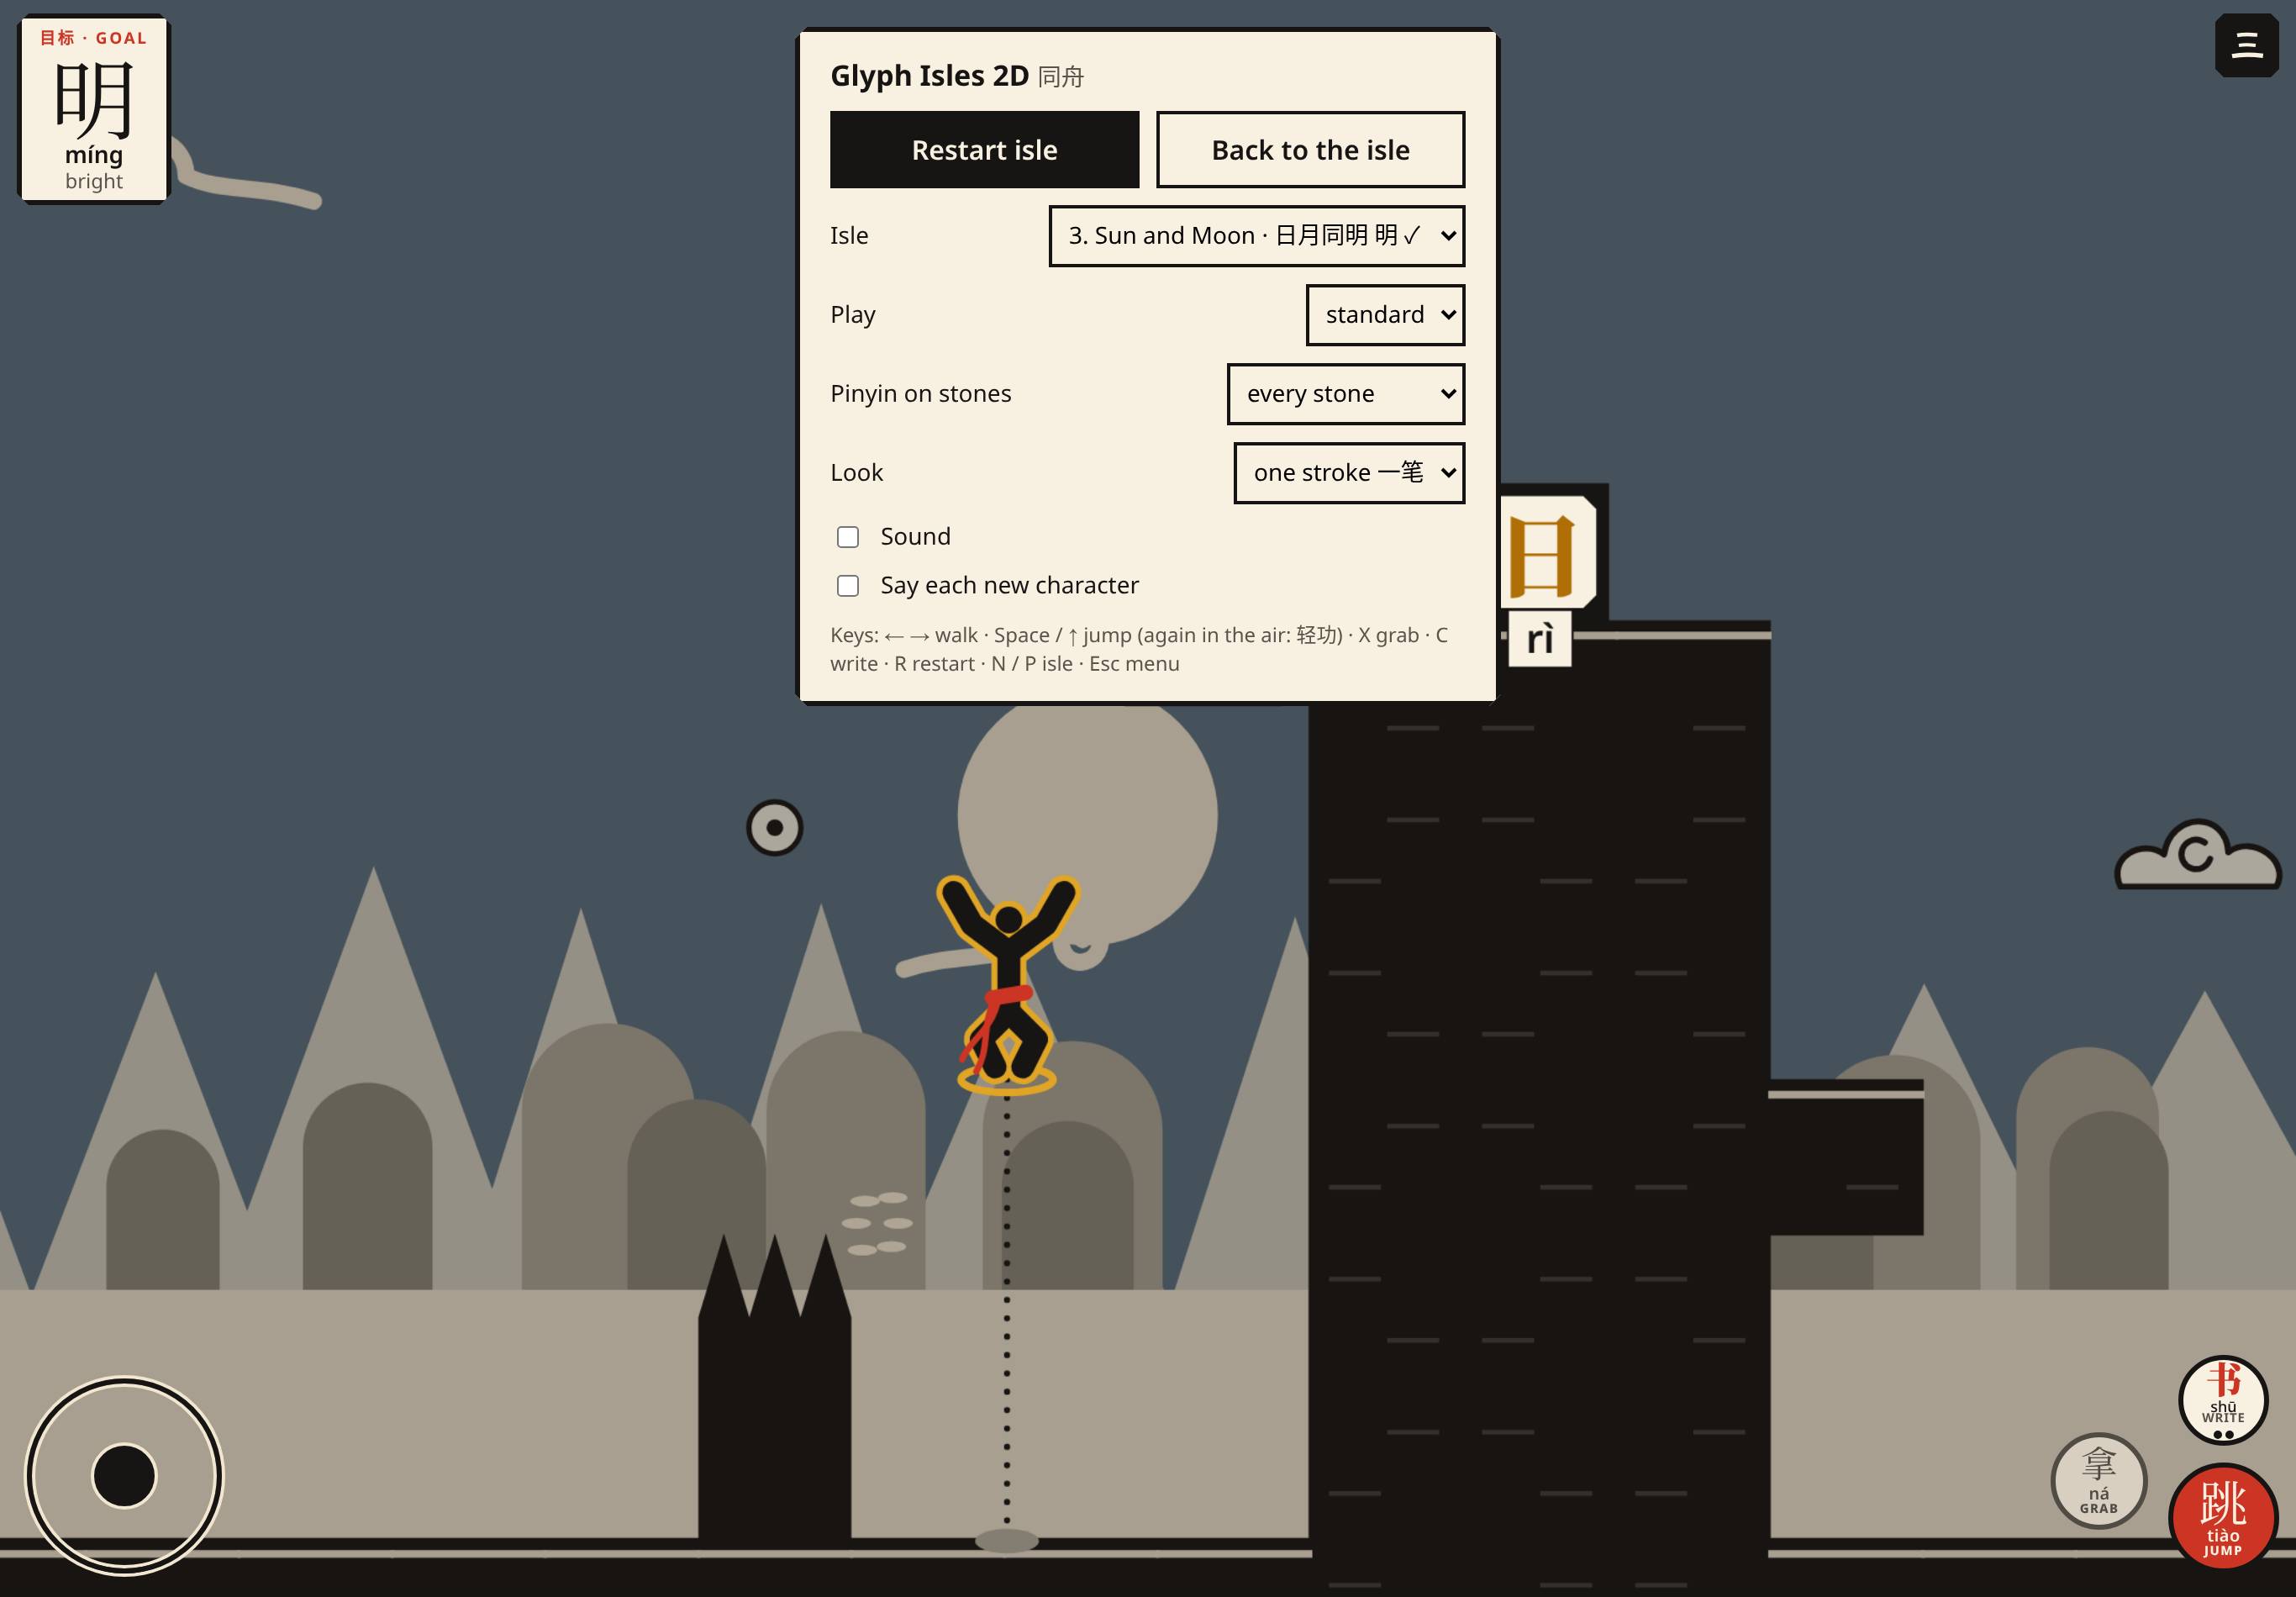 目标 · GOAL
明
míng
bright
三
Glyph Isles 2D 同舟
Restart isle
Back to the isle
Isle
3. Sun and Moon · 日月同明 明 ✓
Play
standard
Pinyin on stones
every stone
Look
one stroke 一笔
Sound
Say each new character
Keys: ← → walk · Space / ↑ jump (again in the air: 轻功) · X grab · C
write · R restart · N / P isle · Esc menu
日
rì
书
shū
WRITE
拿
ná
GRAB
跳
tiào
JUMP